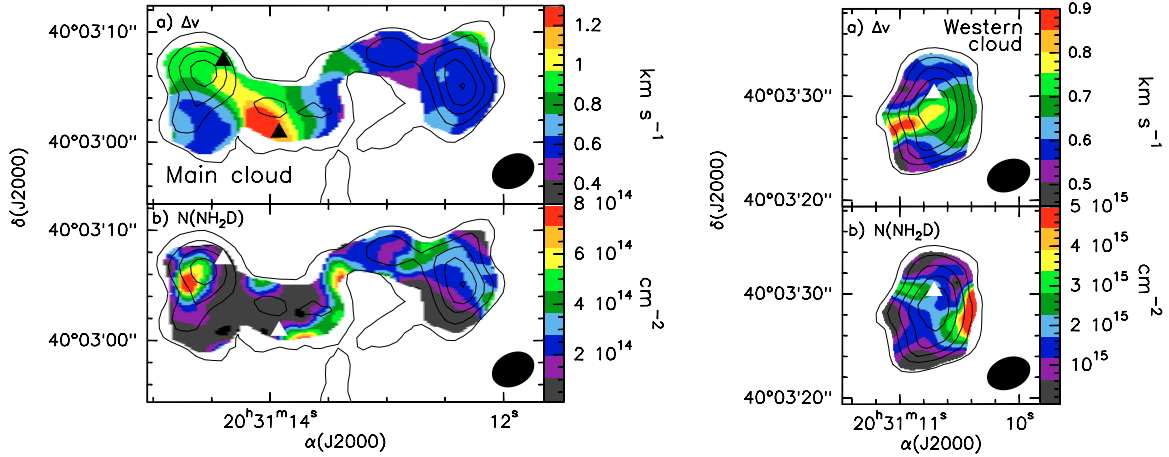 a) Δv
40°03'10"
40°03'00"
Main cloud
1.2
1
0.8
0.6
0.4
km s⁻¹
δ(J2000)
b) N(NH₂D)
40°03'10"
40°03'00"
8 10¹⁴
6 10¹⁴
4 10¹⁴
2 10¹⁴
cm⁻²
20ʰ31ᵐ14ˢ
12ˢ
α(J2000)
a) Δv
Western
cloud
40°03'30"
40°03'20"
0.9
0.8
0.7
0.6
0.5
km s⁻¹
δ(J2000)
b) N(NH₂D)
40°03'30"
40°03'20"
5 10¹⁵
4 10¹⁵
3 10¹⁵
2 10¹⁵
10¹⁵
cm⁻²
20ʰ31ᵐ11ˢ
10ˢ
α(J2000)